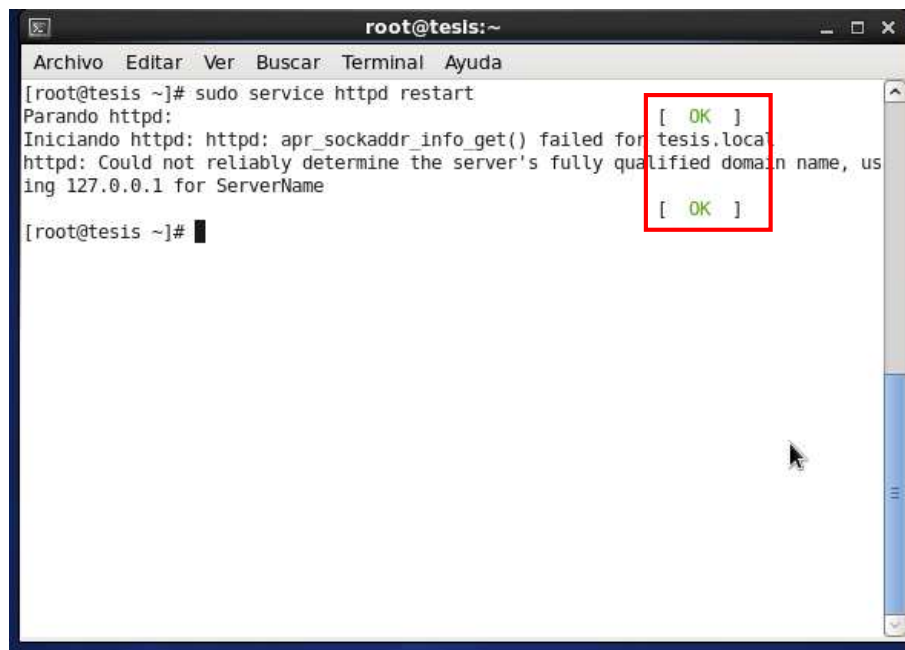 root@tesis:~
Archivo Editar Ver Buscar Terminal Ayuda
[root@tesis ~]# sudo service httpd restart
Parando httpd: [ OK ]
Iniciando httpd: httpd: apr_sockaddr_info_get() failed for tesis.local
httpd: Could not reliably determine the server's fully qualified domain name, us
ing 127.0.0.1 for ServerName
[ OK ]
[root@tesis ~]#